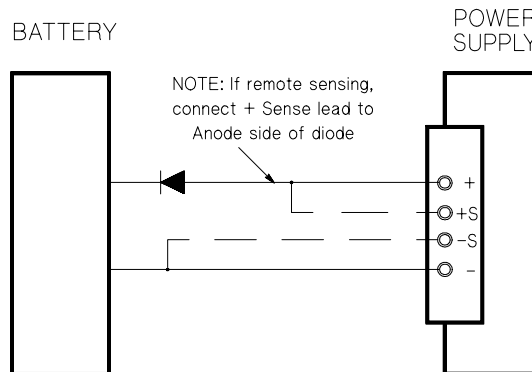 BATTERY
POWER
SUPPLY
NOTE: If remote sensing,
connect + Sense lead to
Anode side of diode
+
+S
-S
-